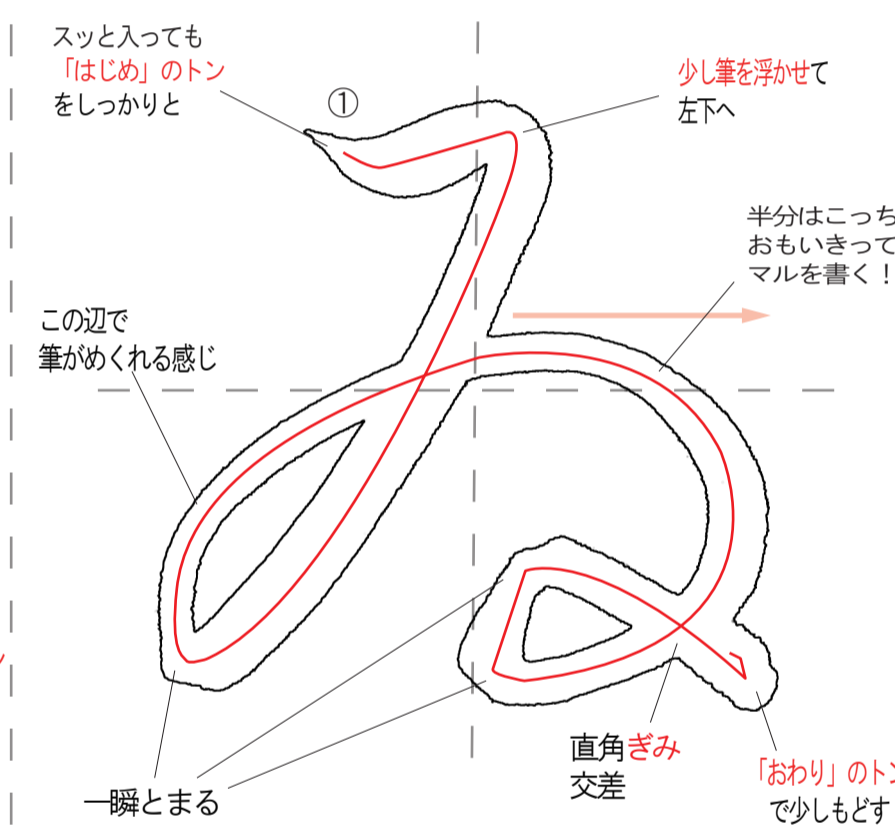 スッと入っても
「はじめ」のトン
をしっかりと
①
少し筆を浮かせて
左下へ
半分はこっち
おもいきって
マルを書く!
この辺で
筆がめくれる感じ
一瞬とまる
直角ぎみ
交差
「おわり」のトン
で少しもどす